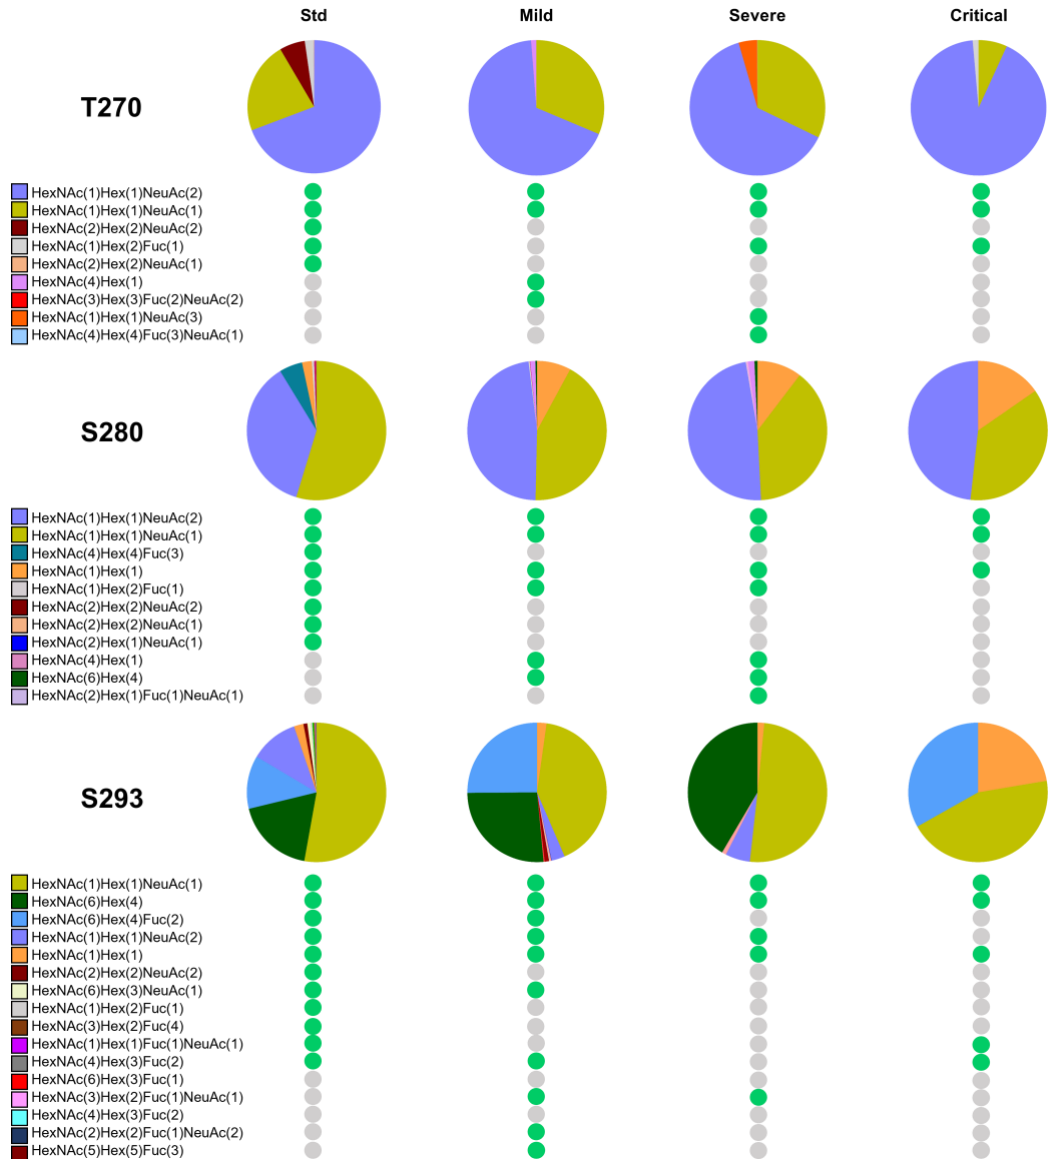 Std Mild Severe Critical
T270
HexNAc(1)Hex(1)NeuAc(2)
HexNAc(1)Hex(1)NeuAc(1)
HexNAc(2)Hex(2)NeuAc(2)
HexNAc(1)Hex(2)Fuc(1)
HexNAc(2)Hex(2)NeuAc(1)
HexNAc(4)Hex(1)
HexNAc(3)Hex(3)Fuc(2)NeuAc(2)
HexNAc(1)Hex(1)NeuAc(3)
HexNAc(4)Hex(4)Fuc(3)NeuAc(1)
S280
HexNAc(1)Hex(1)NeuAc(2)
HexNAc(1)Hex(1)NeuAc(1)
HexNAc(4)Hex(4)Fuc(3)
HexNAc(1)Hex(1)
HexNAc(1)Hex(2)Fuc(1)
HexNAc(2)Hex(2)NeuAc(2)
HexNAc(2)Hex(2)NeuAc(1)
HexNAc(2)Hex(1)NeuAc(1)
HexNAc(4)Hex(1)
HexNAc(6)Hex(4)
HexNAc(2)Hex(1)Fuc(1)NeuAc(1)
S293
HexNAc(1)Hex(1)NeuAc(1)
HexNAc(6)Hex(4)
HexNAc(6)Hex(4)Fuc(2)
HexNAc(1)Hex(1)NeuAc(2)
HexNAc(1)Hex(1)
HexNAc(2)Hex(2)NeuAc(2)
HexNAc(6)Hex(3)NeuAc(1)
HexNAc(1)Hex(2)Fuc(1)
HexNAc(3)Hex(2)Fuc(4)
HexNAc(1)Hex(1)Fuc(1)NeuAc(1)
HexNAc(4)Hex(3)Fuc(2)
HexNAc(6)Hex(3)Fuc(1)
HexNAc(3)Hex(2)Fuc(1)NeuAc(1)
HexNAc(4)Hex(3)Fuc(2)
HexNAc(2)Hex(2)Fuc(1)NeuAc(2)
HexNAc(5)Hex(5)Fuc(3)